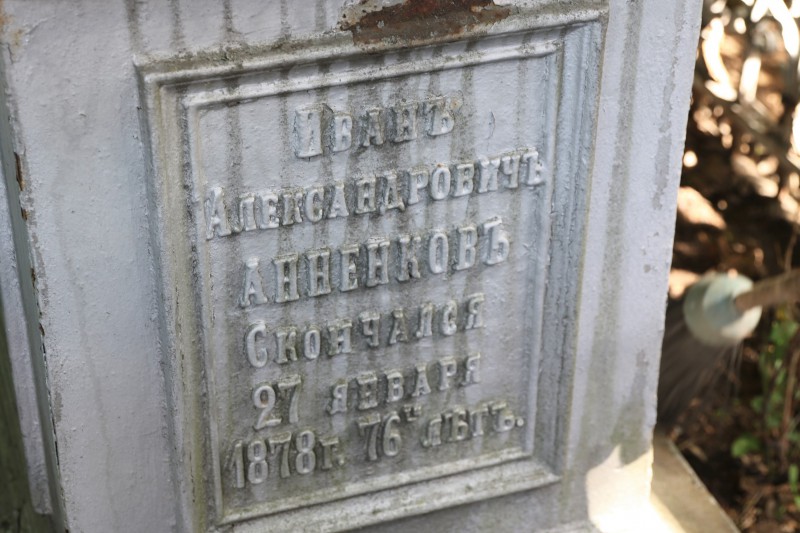 Иванъ
Александровичъ
Анненковъ
Скончался
27 января
1878 г. 76ти лѣтъ.